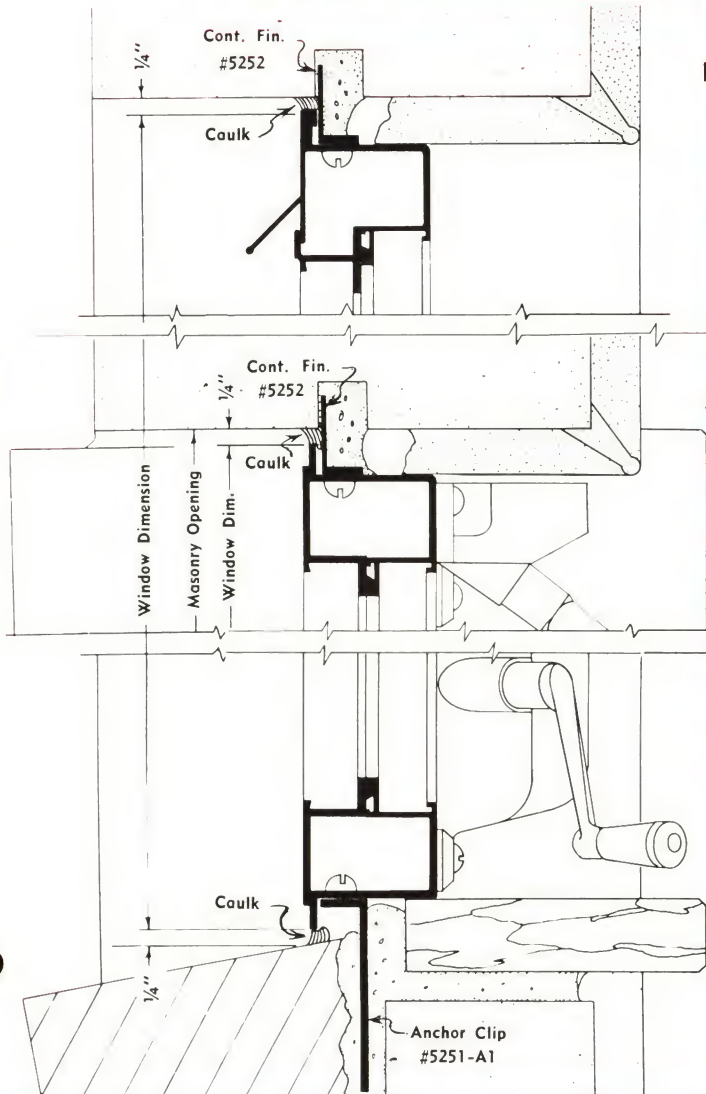 1/4"
Cont. Fin.
#5252
Caulk
1/4"
Cont. Fin.
#5252
Caulk
Window Dimension
Masonry Opening
Window Dim.
Caulk
1/4"
Anchor Clip
#5251-A1